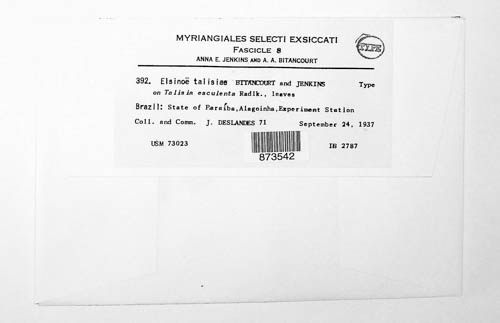 MYRIANGIALES SELECTI EXSICCATI
FASCICLE 8
ANNA E. JENKINS AND A. A. BITANCOURT
TYPE
392. Elsinoë talisiae BITANCOURT and JENKINS Type
on Talisia esculenta Radlk., leaves
Brazil: State of Paraíba, Alagoinha, Experiment Station
Coll. and Comm. J. DESLANDES 71 September 24, 1937
USM 73023 IB 2787
873542